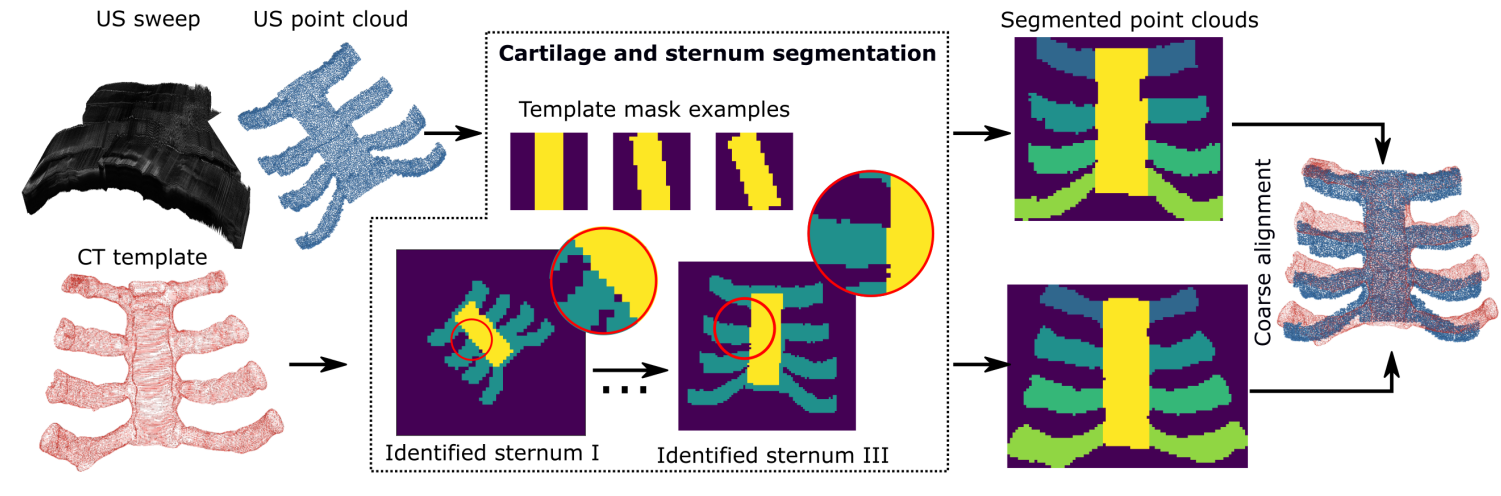 US sweep
US point cloud
Cartilage and sternum segmentation
Template mask examples
Segmented point clouds
CT template
Identified sternum I
...
Identified sternum III
Coarse alignment